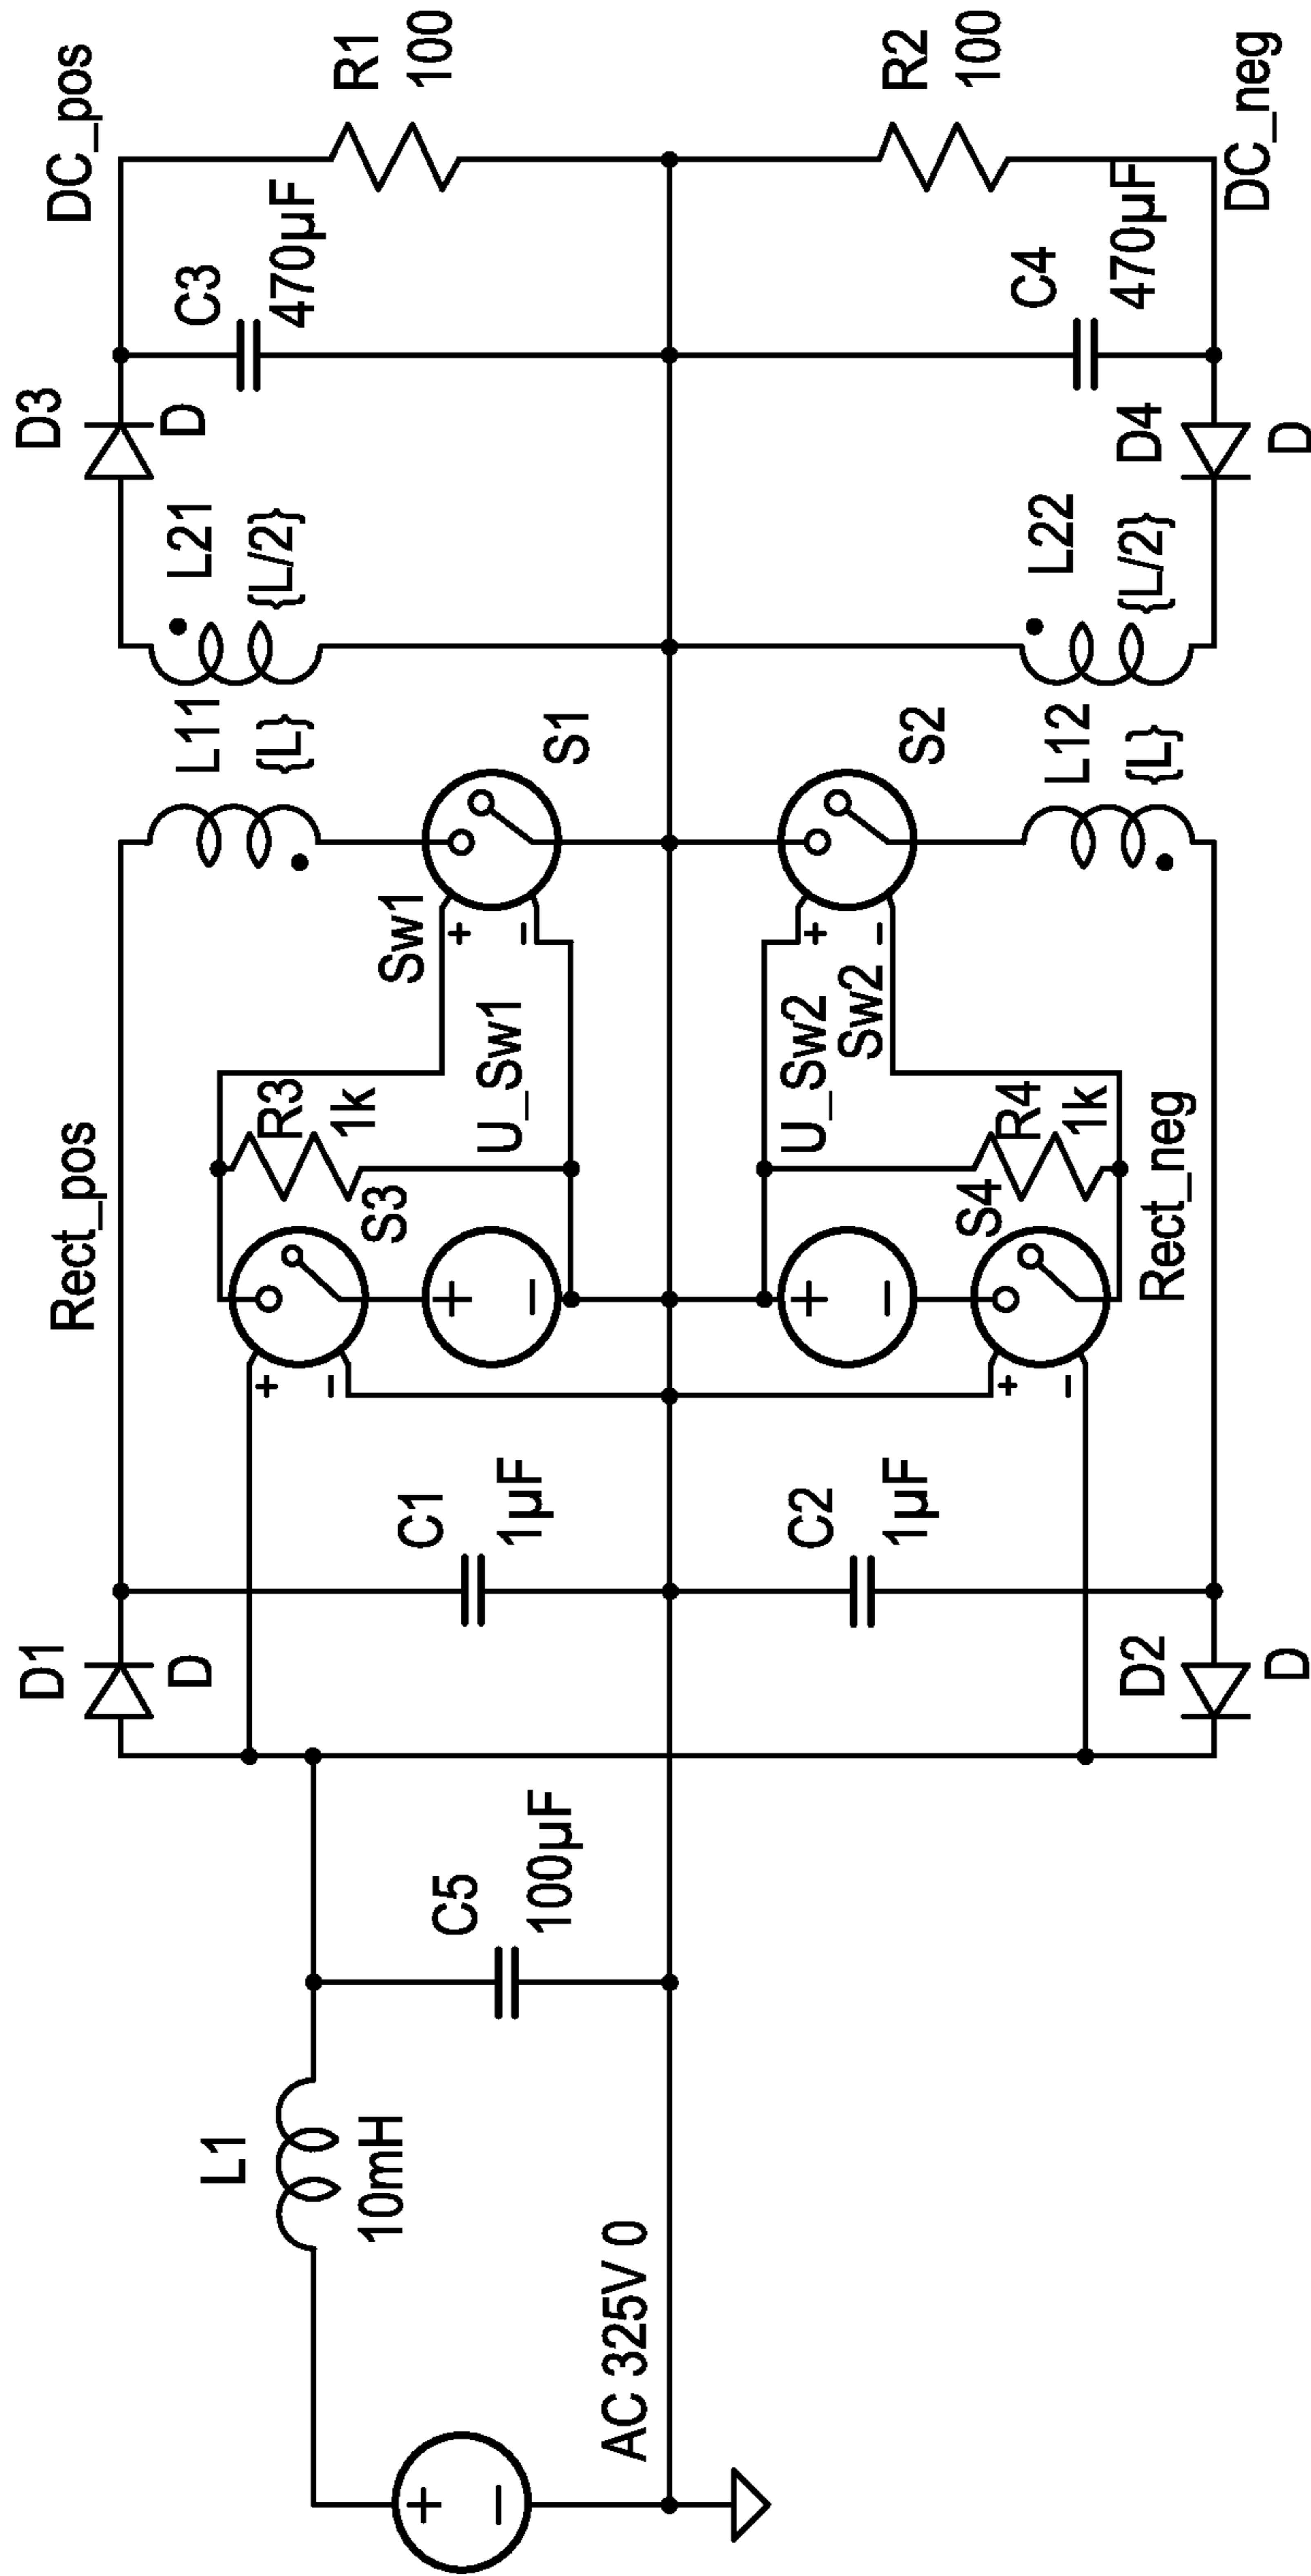 L1
10mH
AC 325V 0
+
−
C5
100µF
D1
D
D2
D
C1
1µF
C2
1µF
Rect_pos
+
−
S3
+
−
R3
1k
U_Sw1
Sw1
+
−
S1
+
−
S4
+
−
R4
1k
U_Sw2
Sw2
+
−
S2
Rect_neg
L11
{L}
L12
{L}
L21
{L/2}
L22
{L/2}
D3
D
D4
D
C3
470µF
C4
470µF
DC_pos
R1
100
R2
100
DC_neg